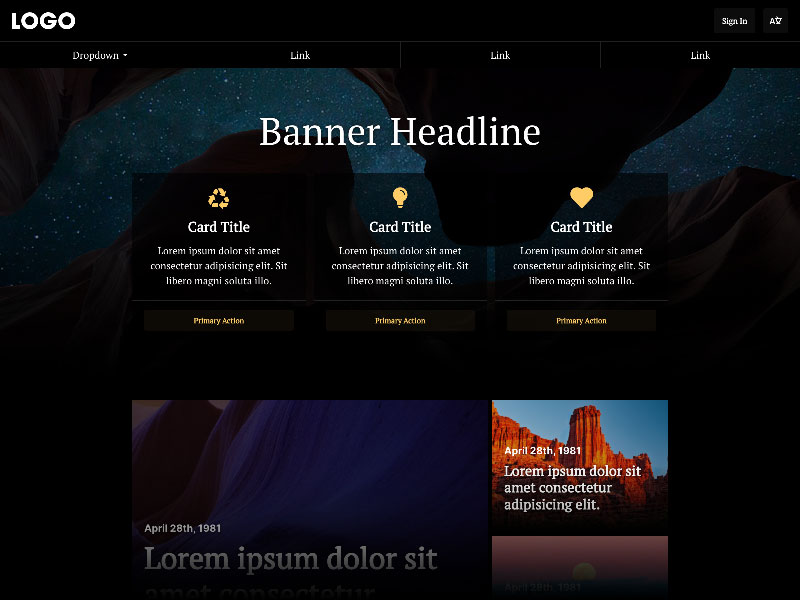 LOGO
Sign In
Dropdown
Link
Link
Link
Banner Headline
Card Title
Lorem ipsum dolor sit amet
consectetur adipisicing elit. Sit
libero magni soluta illo.
Primary Action
Card Title
Lorem ipsum dolor sit amet
consectetur adipisicing elit. Sit
libero magni soluta illo.
Primary Action
Card Title
Lorem ipsum dolor sit amet
consectetur adipisicing elit. Sit
libero magni soluta illo.
Primary Action
April 28th, 1981
Lorem ipsum dolor sit
amet consectetur
April 28th, 1981
Lorem ipsum dolor sit
amet consectetur
adipisicing elit.
April 28th, 1981